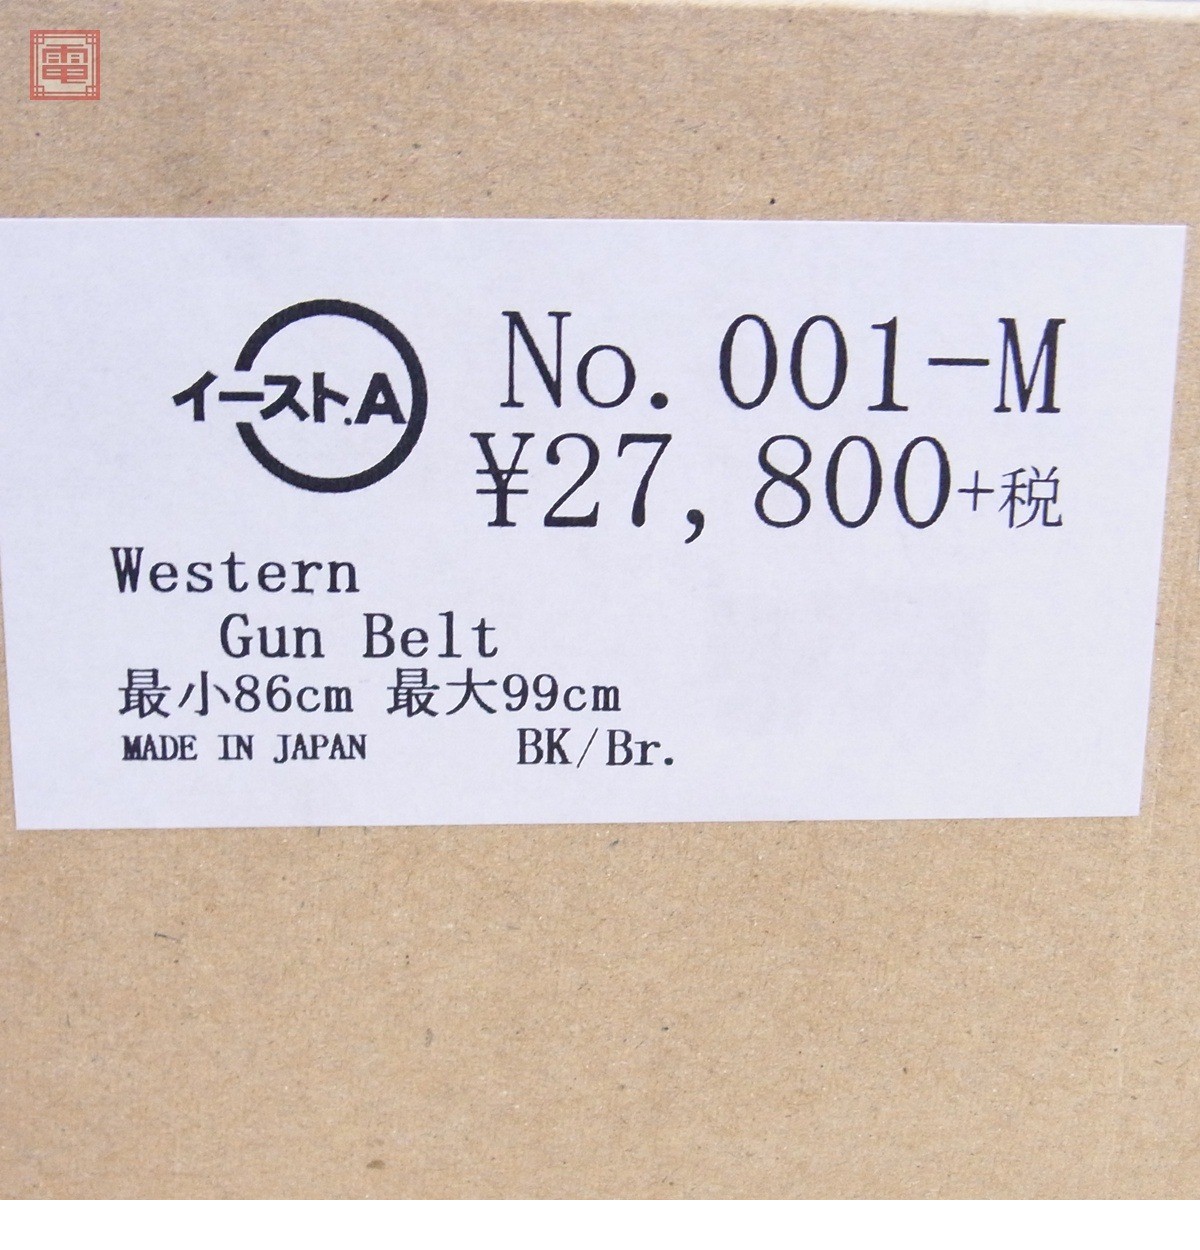 電
イースト.A
No. 001-M
¥27,800+税
Western
Gun Belt
最小86cm 最大99cm
MADE IN JAPAN BK/Br.